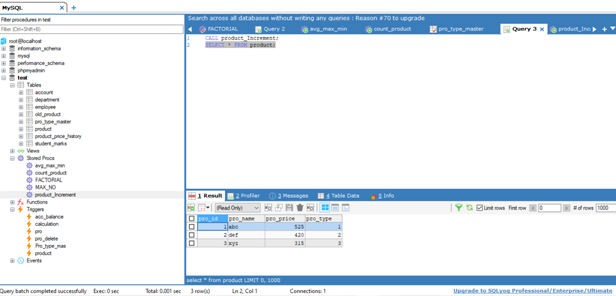 MySQL
Filter procedures in test
Filter (Ctrl+Shift+B)
root@localhost
information_schema
mysql
performance_schema
phpmyadmin
test
Tables
account
department
employee
old_product
pro_type_master
product
product_price_history
student_marks
Views
Stored Procs
avg_max_min
count_product
FACTORIAL
MAX_NO
product_Increment
Functions
Triggers
acc_balance
calculation
pro
pro_delete
Pro_type_max
Events
Search across all databases without writing any queries : Reason #70 to upgrade
FACTORIAL Query 2 avg_max_min count_product pro_type_master Query 3 product_Inc
1 CALL product_Increment;
2 SELECT * FROM product;
1 Result 2 Profiler 3 Messages 4 Table Data 5 Info
(Read Only) Limit rows First row 0 # of rows 1000
pro_id pro_name pro_price pro_type
1 abc 525 1
2 def 420 2
3 xyz 315 3
select * from product LIMIT 0, 1000
Query batch completed successfully Exec: 0 sec Total: 0.001 sec 3 row(s) Ln 2, Col 1 Connections: 1 Upgrade to SQLyog Professional/Enterprise/Ultimate